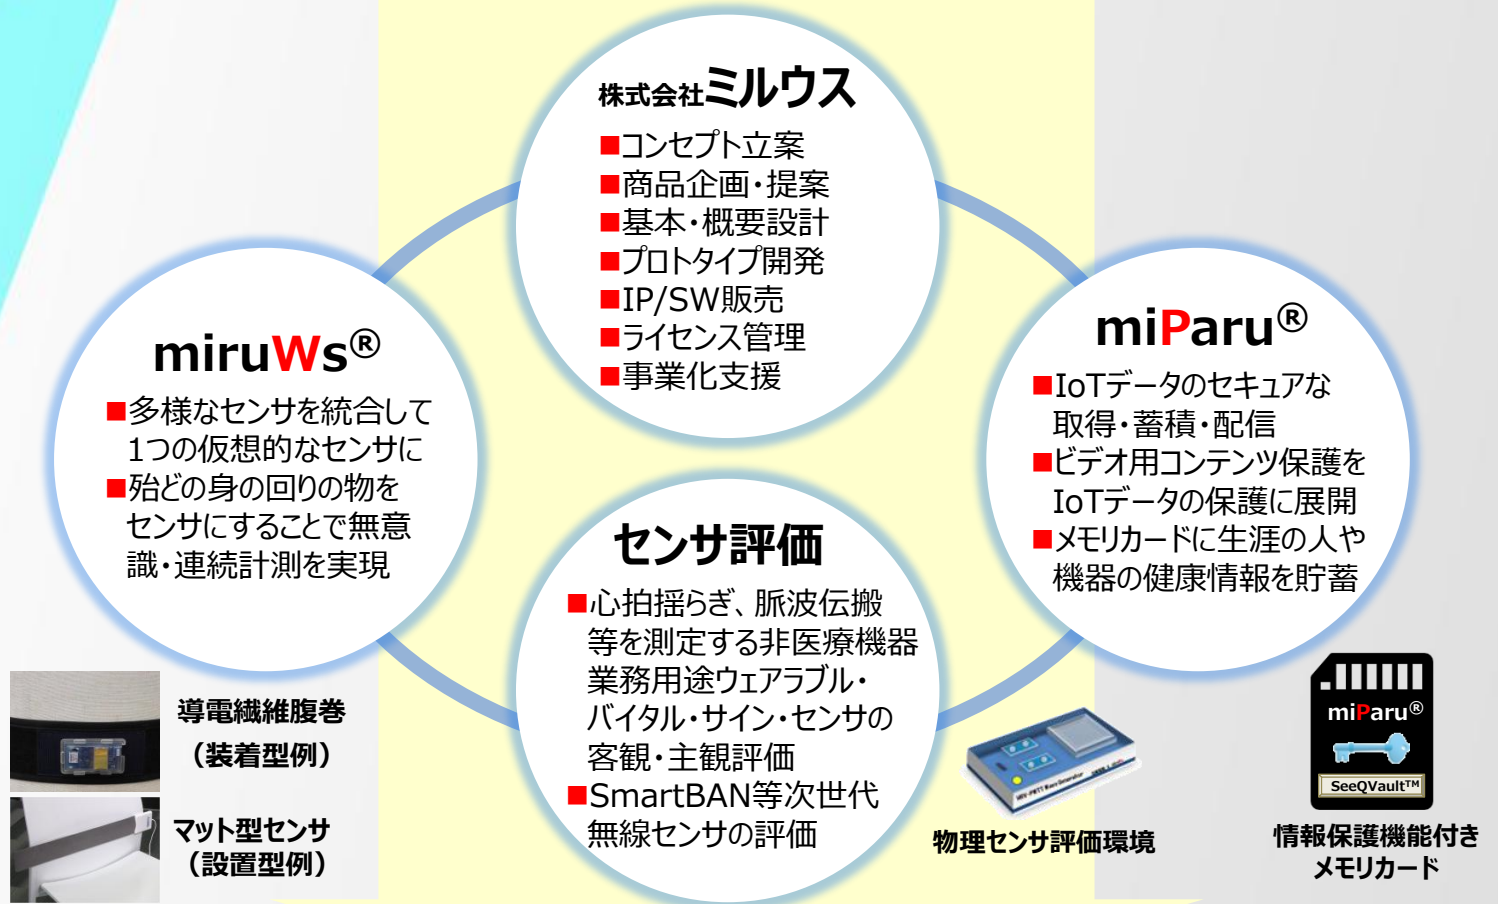 株式会社ミルウス
■コンセプト立案
■商品企画・提案
■基本・概要設計
■プロトタイプ開発
■IP/SW販売
■ライセンス管理
■事業化支援
miruWs®
■多様なセンサを統合して
1つの仮想的なセンサに
■殆どの身の回りの物を
センサにすることで無意
識・連続計測を実現
miParu®
■IoTデータのセキュアな
取得・蓄積・配信
■ビデオ用コンテンツ保護を
IoTデータの保護に展開
■メモリカードに生涯の人や
機器の健康情報を貯蓄
センサ評価
■心拍揺らぎ、脈波伝搬
等を測定する非医療機器
業務用途ウェアラブル・
バイタル・サイン・センサの
客観・主観評価
■SmartBAN等次世代
無線センサの評価
導電繊維腹巻
（装着型例）
マット型センサ
（設置型例）
物理センサ評価環境
miParu®
SeeQVault™
情報保護機能付き
メモリカード